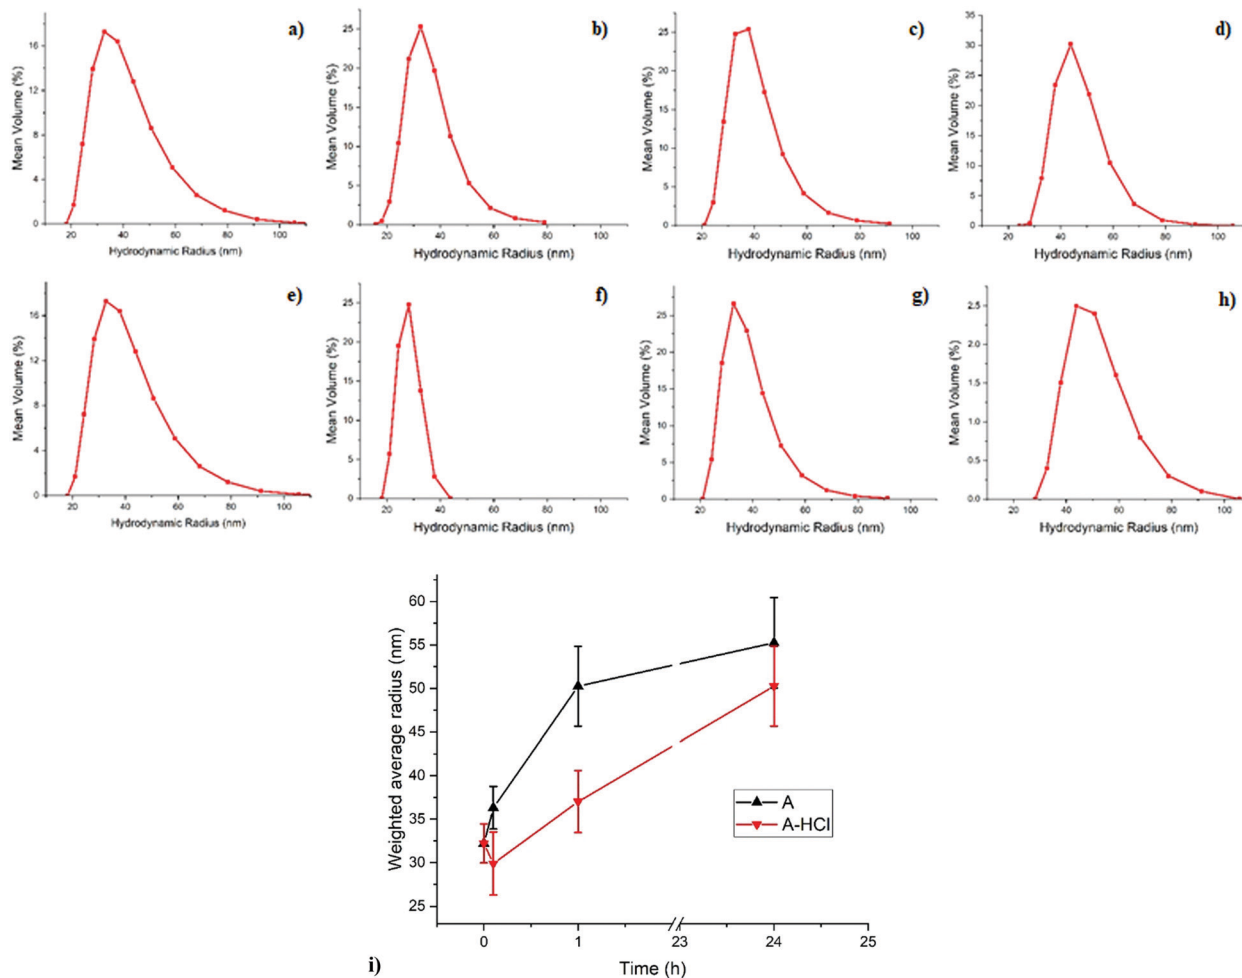 a)
Mean Volume (%)
16
12
8
4
0
20 40 60 80 100
Hydrodynamic Radius (nm)
b)
Mean Volume (%)
25
20
15
10
5
0
20 40 60 80 100
Hydrodynamic Radius (nm)
c)
Mean Volume (%)
25
20
15
10
5
0
20 40 60 80 100
Hydrodynamic Radius (nm)
d)
Mean Volume (%)
35
30
25
20
15
10
5
0
20 40 60 80 100
Hydrodynamic Radius (nm)
e)
Mean Volume (%)
16
12
8
4
0
20 40 60 80 100
Hydrodynamic Radius (nm)
f)
Mean Volume (%)
25
20
15
10
5
0
20 40 60 80 100
Hydrodynamic Radius (nm)
g)
Mean Volume (%)
25
20
15
10
5
0
20 40 60 80 100
Hydrodynamic Radius (nm)
h)
Mean Volume (%)
2.5
2.0
1.5
1.0
0.5
0.0
20 40 60 80 100
Hydrodynamic Radius (nm)
Weighted average radius (nm)
60
55
50
45
40
35
30
25
A
A-HCl
0 1 23 24 25
i)
Time (h)